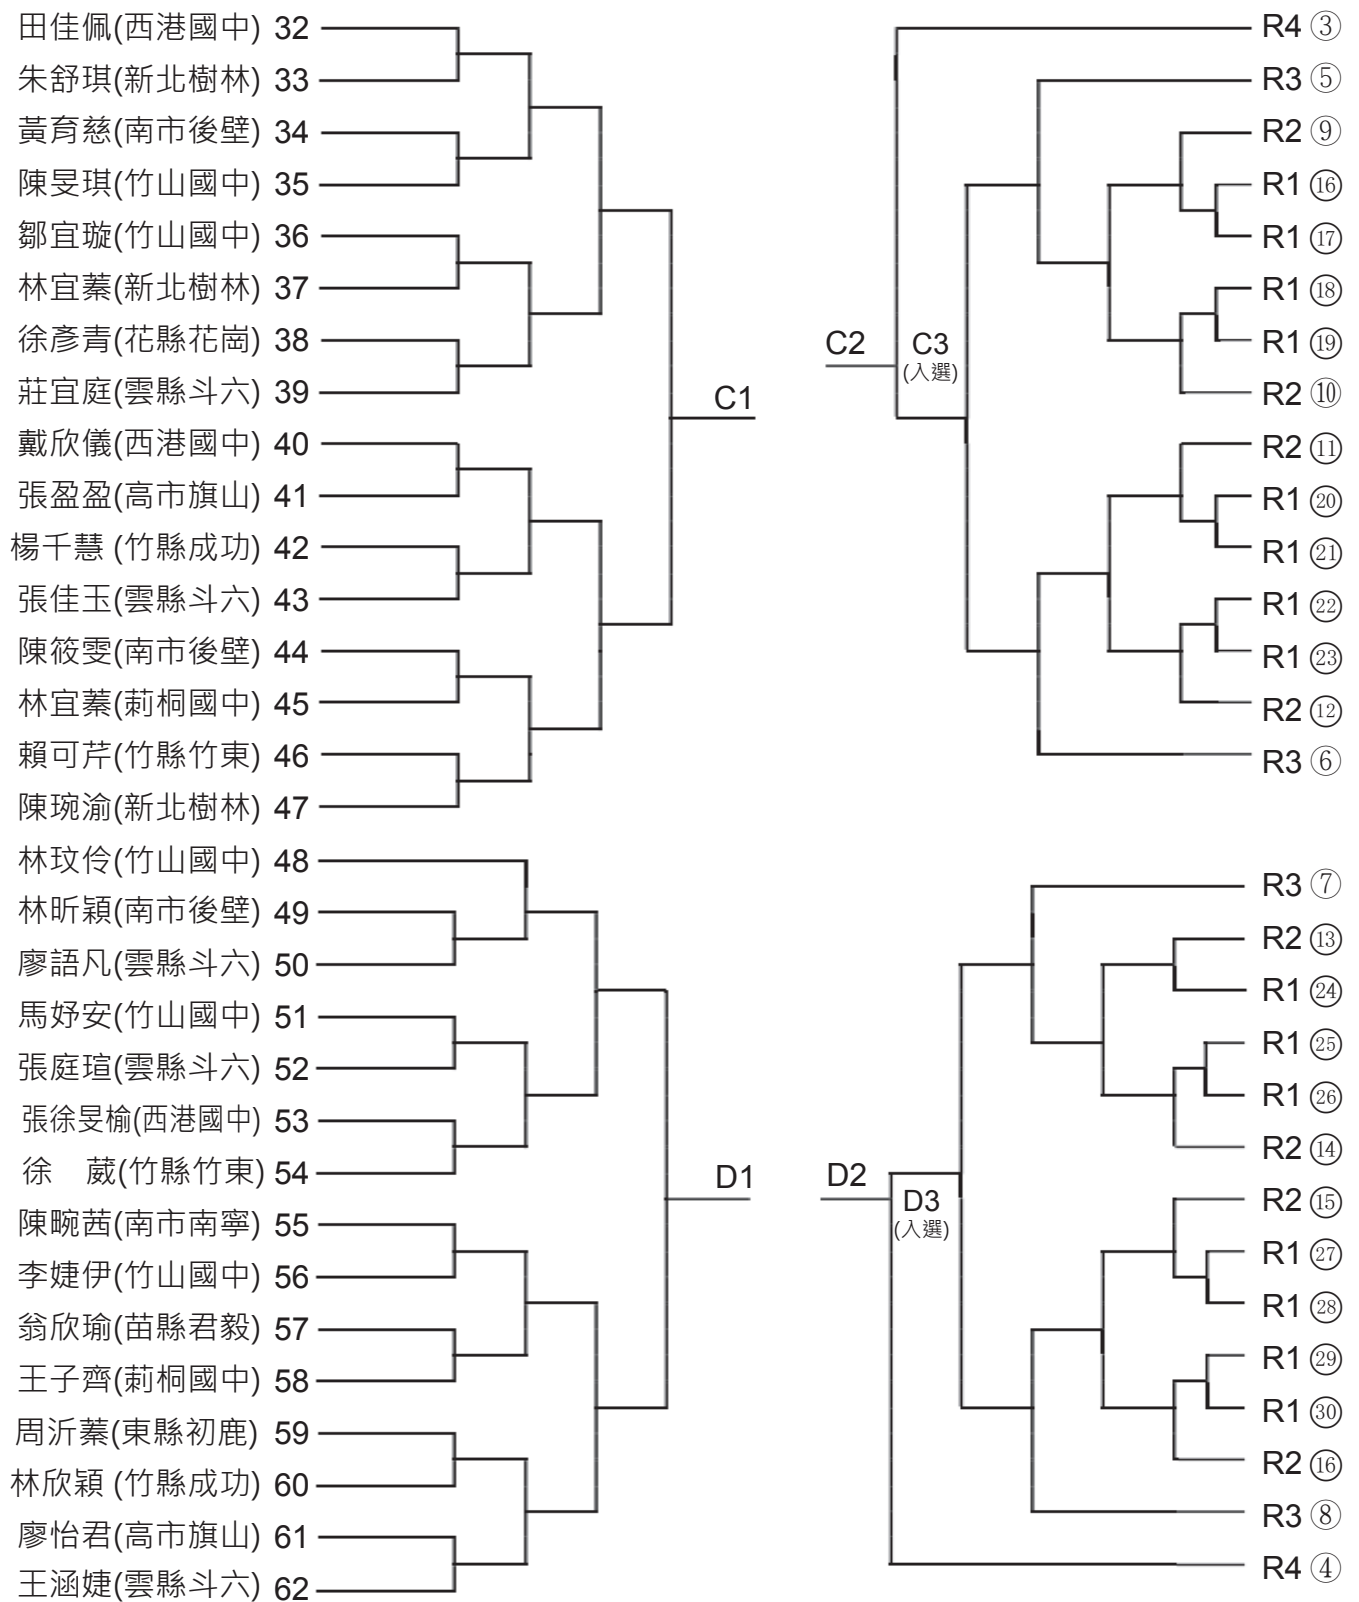 田佳佩(西港國中) 32
朱舒琪(新北樹林) 33
黃育慈(南市後壁) 34
陳旻琪(竹山國中) 35
鄒宜璇(竹山國中) 36
林宜蓁(新北樹林) 37
徐彥青(花縣花崗) 38
莊宜庭(雲縣斗六) 39
戴欣儀(西港國中) 40
張盈盈(高市旗山) 41
楊千慧 (竹縣成功) 42
張佳玉(雲縣斗六) 43
陳筱雯(南市後壁) 44
林宜蓁(莿桐國中) 45
賴可芹(竹縣竹東) 46
陳琬渝(新北樹林) 47
C1
C2
C3
(入選)
R4 ③
R3 ⑤
R2 ⑨
R1 ⑯
R1 ⑰
R1 ⑱
R1 ⑲
R2 ⑩
R2 ⑪
R1 ⑳
R1 ㉑
R1 ㉒
R1 ㉓
R2 ⑫
R3 ⑥
林玟伶(竹山國中) 48
林昕穎(南市後壁) 49
廖語凡(雲縣斗六) 50
馬妤安(竹山國中) 51
張庭瑄(雲縣斗六) 52
張徐旻榆(西港國中) 53
徐　葳(竹縣竹東) 54
陳畹茜(南市南寧) 55
李婕伊(竹山國中) 56
翁欣瑜(苗縣君毅) 57
王子齊(莿桐國中) 58
周沂蓁(東縣初鹿) 59
林欣穎 (竹縣成功) 60
廖怡君(高市旗山) 61
王涵婕(雲縣斗六) 62
D1
D2
D3
(入選)
R3 ⑦
R2 ⑬
R1 ㉔
R1 ㉕
R1 ㉖
R2 ⑭
R2 ⑮
R1 ㉗
R1 ㉘
R1 ㉙
R1 ㉚
R2 ⑯
R3 ⑧
R4 ④